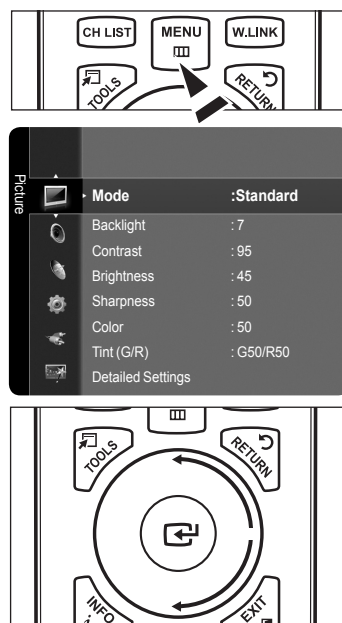 CH LIST MENU W.LINK
TOOLS RETURN
Picture
Mode :Standard
Backlight : 7
Contrast : 95
Brightness : 45
Sharpness : 50
Color : 50
Tint (G/R) : G50/R50
Detailed Settings
TOOLS RETURN
INFO EXIT